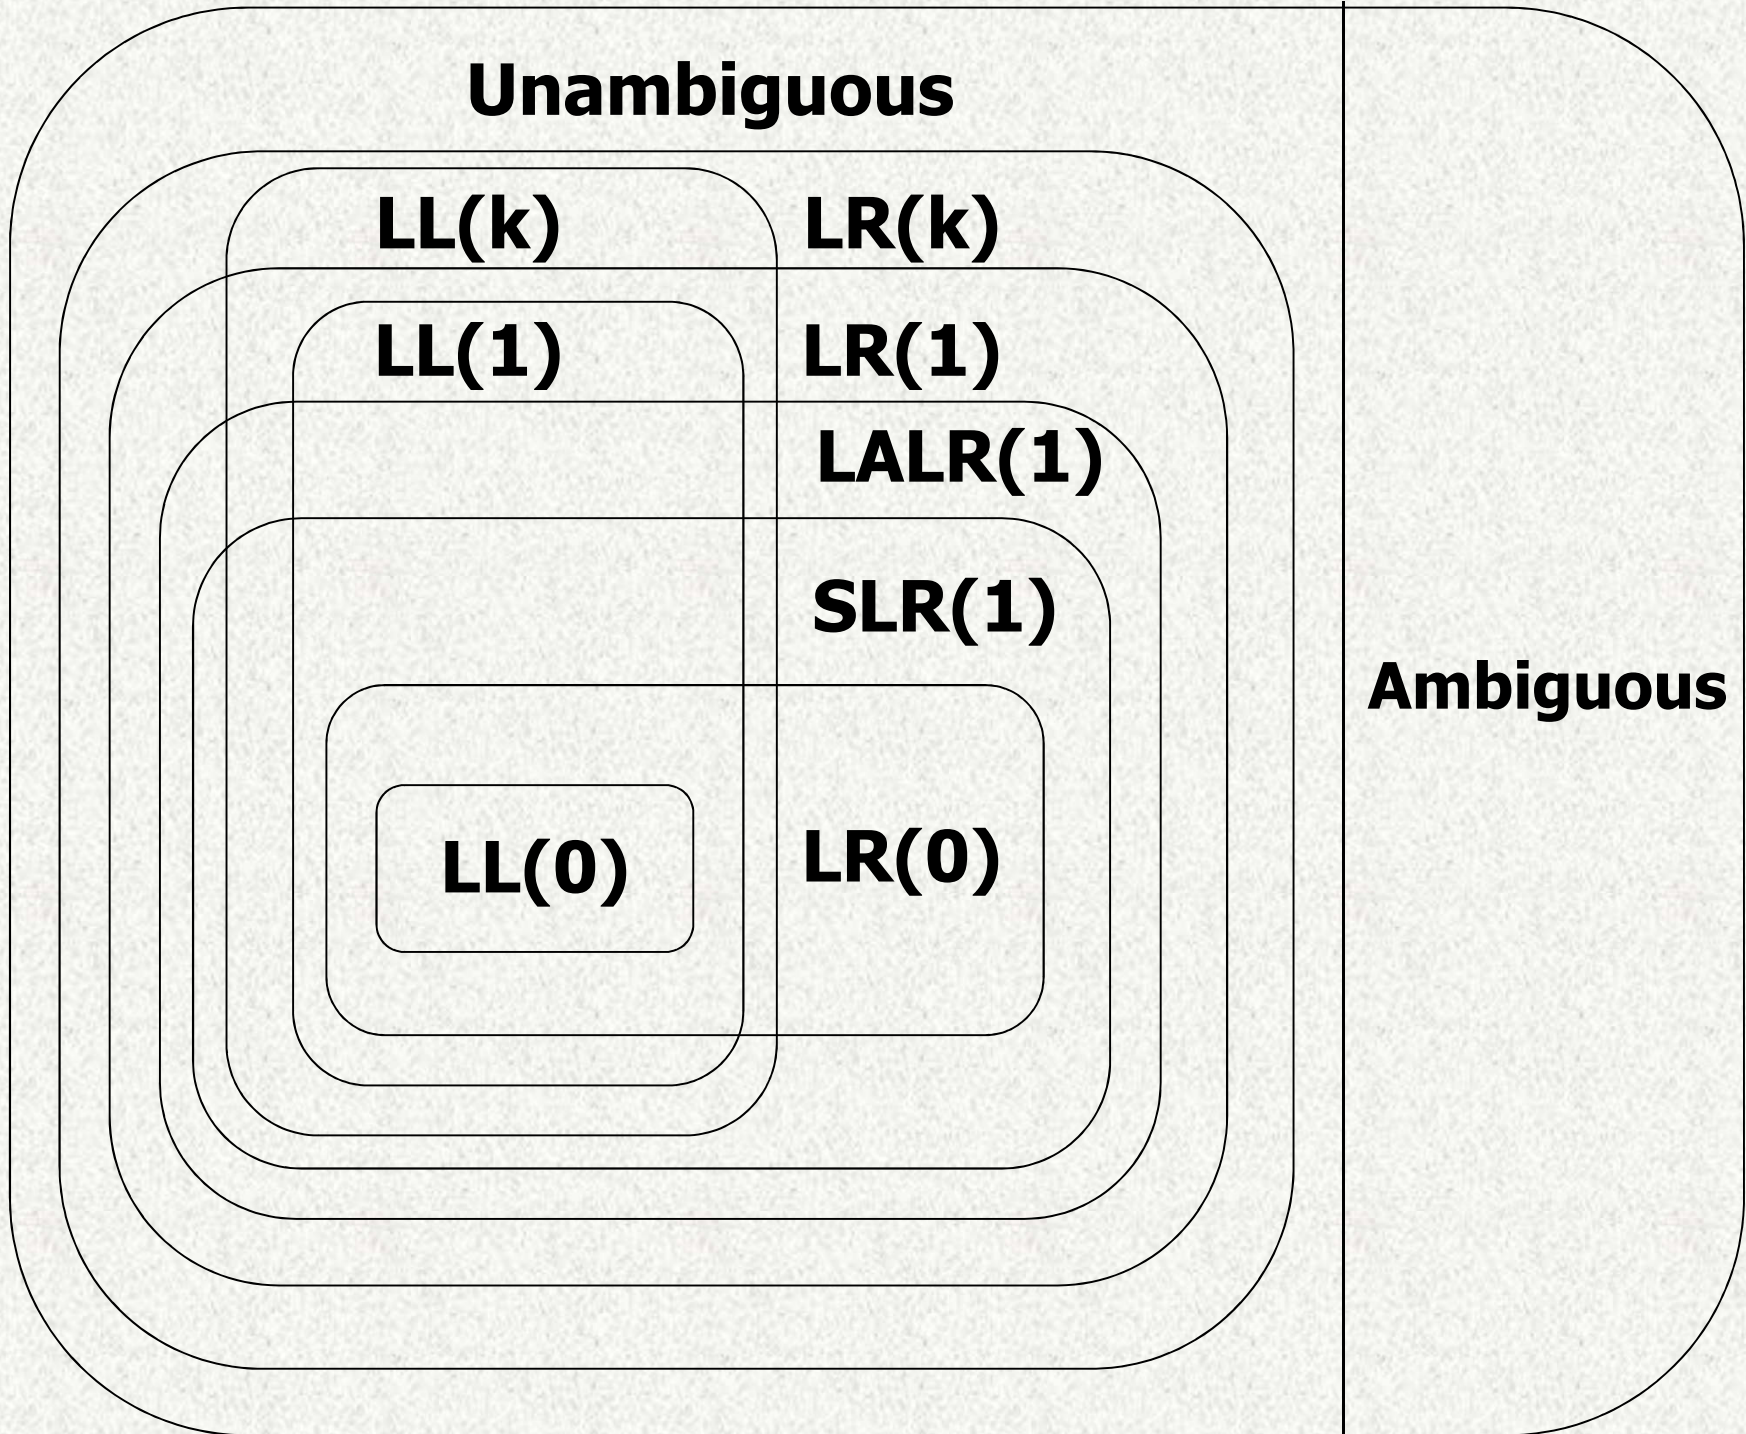 Unambiguous
LL(k)
LR(k)
LL(1)
LR(1)
LALR(1)
SLR(1)
Ambiguous
LL(0)
LR(0)